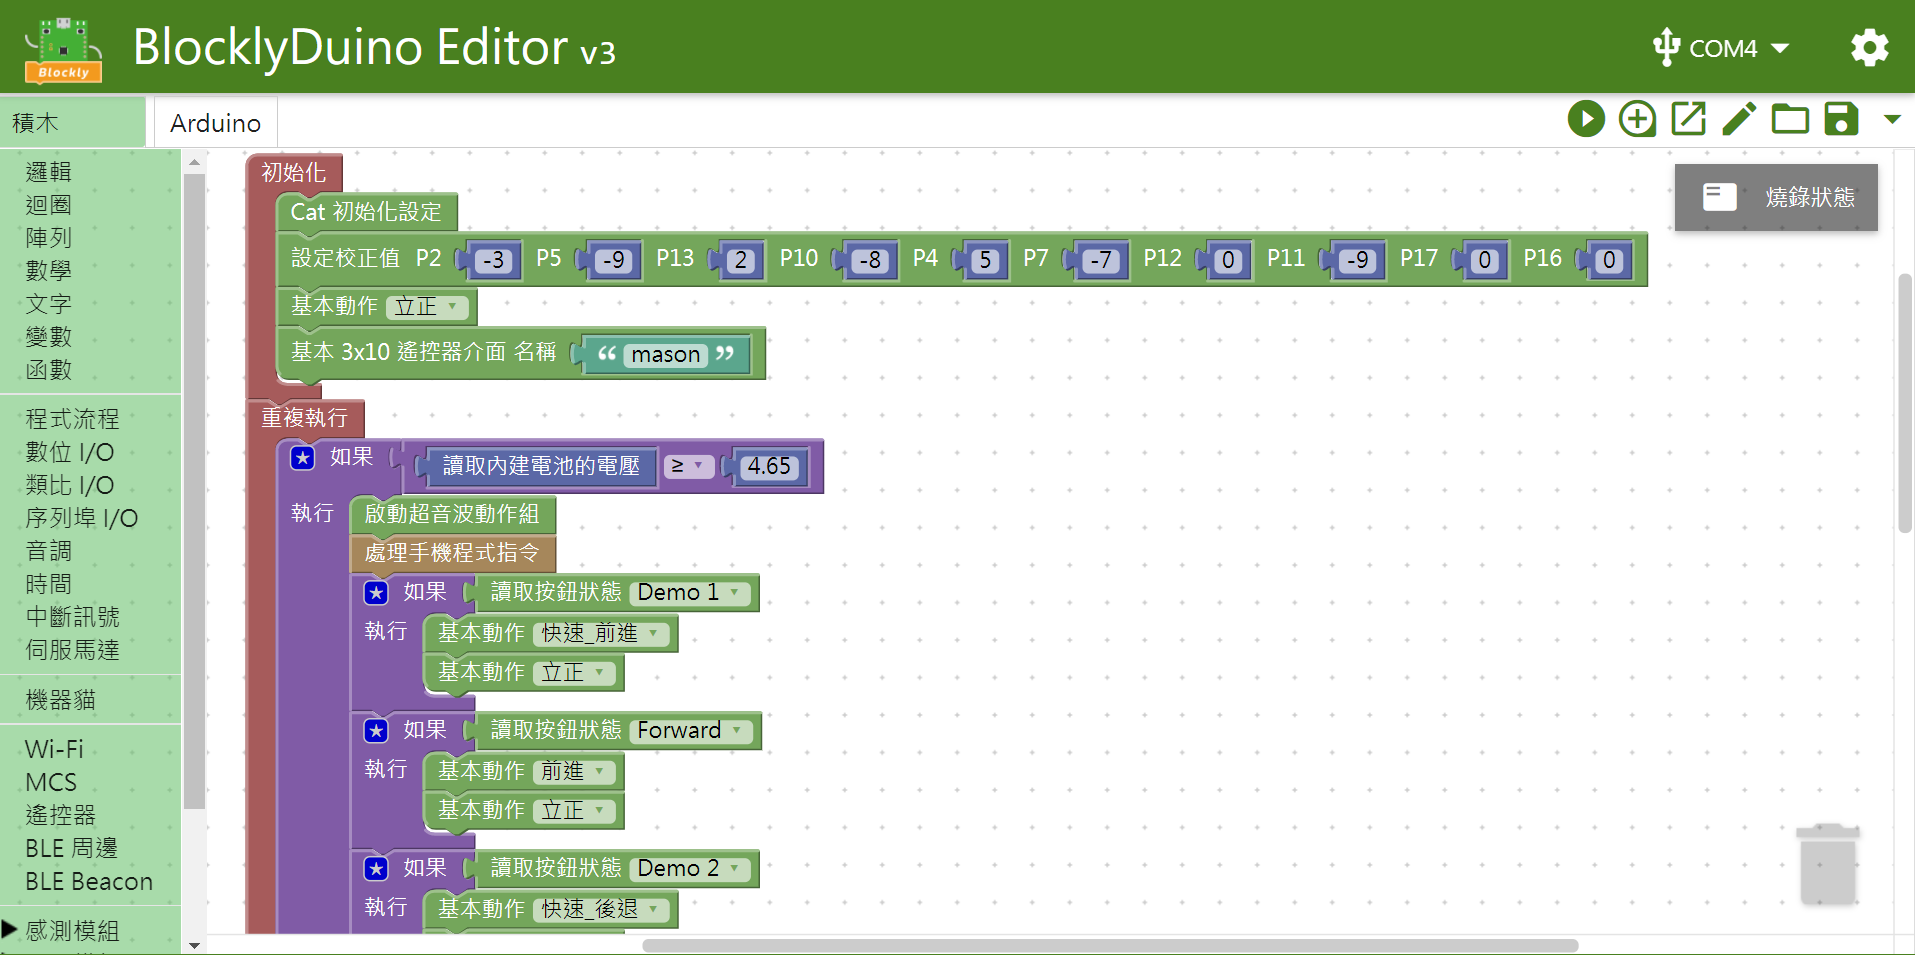 BlocklyDuino Editor v3
COM4
Blockly
積木
Arduino
邏輯
迴圈
陣列
數學
文字
變數
函數
程式流程
數位 I/O
類比 I/O
序列埠 I/O
音調
時間
中斷訊號
伺服馬達
機器貓
Wi-Fi
MCS
遙控器
BLE 周邊
BLE Beacon
感測模組
燒錄狀態
初始化
Cat 初始化設定
設定校正值 P2 -3 P5 -9 P13 2 P10 -8 P4 5 P7 -7 P12 0 P11 -9 P17 0 P16 0
基本動作 立正
基本 3x10 遙控器介面 名稱 “ mason ”
重複執行
如果 讀取內建電池的電壓 ≥ 4.65
執行 啟動超音波動作組
處理手機程式指令
如果 讀取按鈕狀態 Demo 1
執行 基本動作 快速_前進
基本動作 立正
如果 讀取按鈕狀態 Forward
執行 基本動作 前進
基本動作 立正
如果 讀取按鈕狀態 Demo 2
執行 基本動作 快速_後退